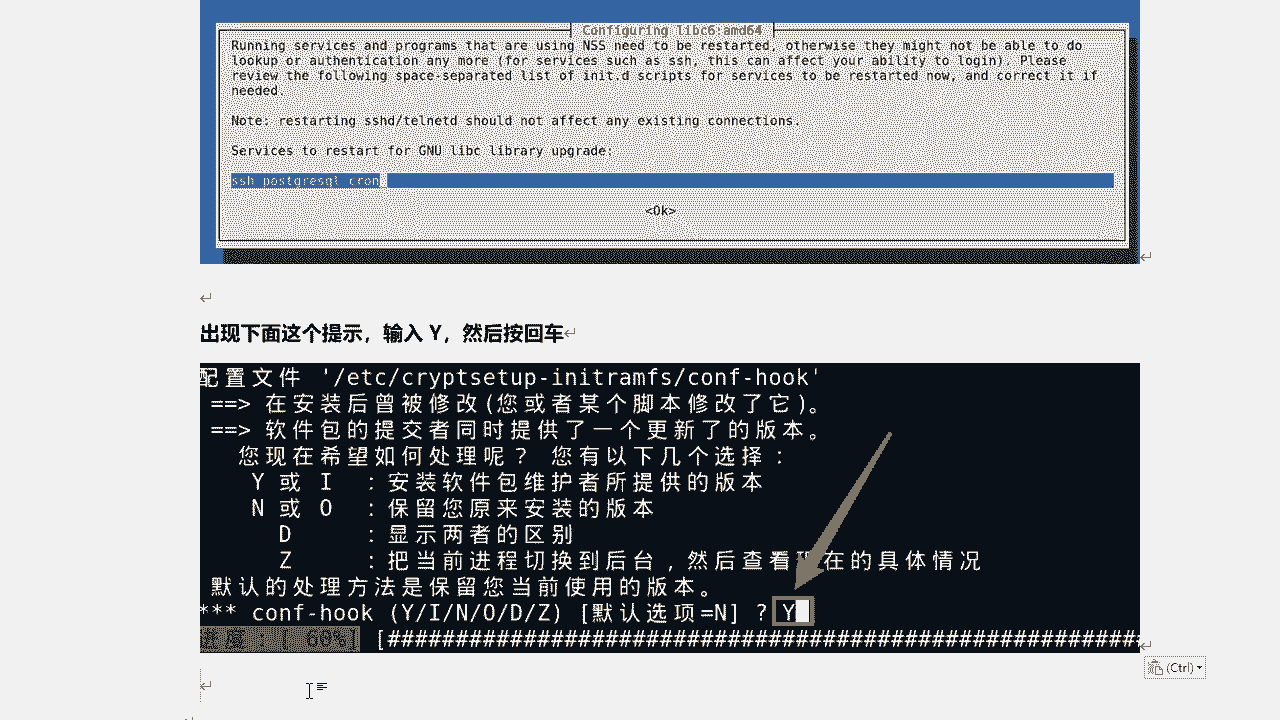 Configuring libc6:amd64
Running services and programs that are using NSS need to be restarted, otherwise they might not be able to do
lookup or authentication any more (for services such as ssh, this can affect your ability to login). Please
review the following space-separated list of init.d scripts for services to be restarted now, and correct it if
needed.
Note: restarting sshd/telnetd should not affect any existing connections.
Services to restart for GNU libc library upgrade:
ssh postgresql cron
<Ok>
出现下面这个提示，输入 Y，然后按回车
配置文件 '/etc/cryptsetup-initramfs/conf-hook'
==> 在安装后曾被修改(您或者某个脚本修改了它)。
==> 软件包的提交者同时提供了一个更新了的版本。
您现在希望如何处理呢？ 您有以下几个选择：
Y 或 I ：安装软件包维护者所提供的版本
N 或 O ：保留您原来安装的版本
D ：显示两者的区别
Z ：把当前进程切换到后台，然后查看现在的具体情况
默认的处理方法是保留您当前使用的版本。
*** conf-hook (Y/I/N/O/D/Z) [默认选项=N] ? Y
进度：[ 60%] [########################################################
(Ctrl)